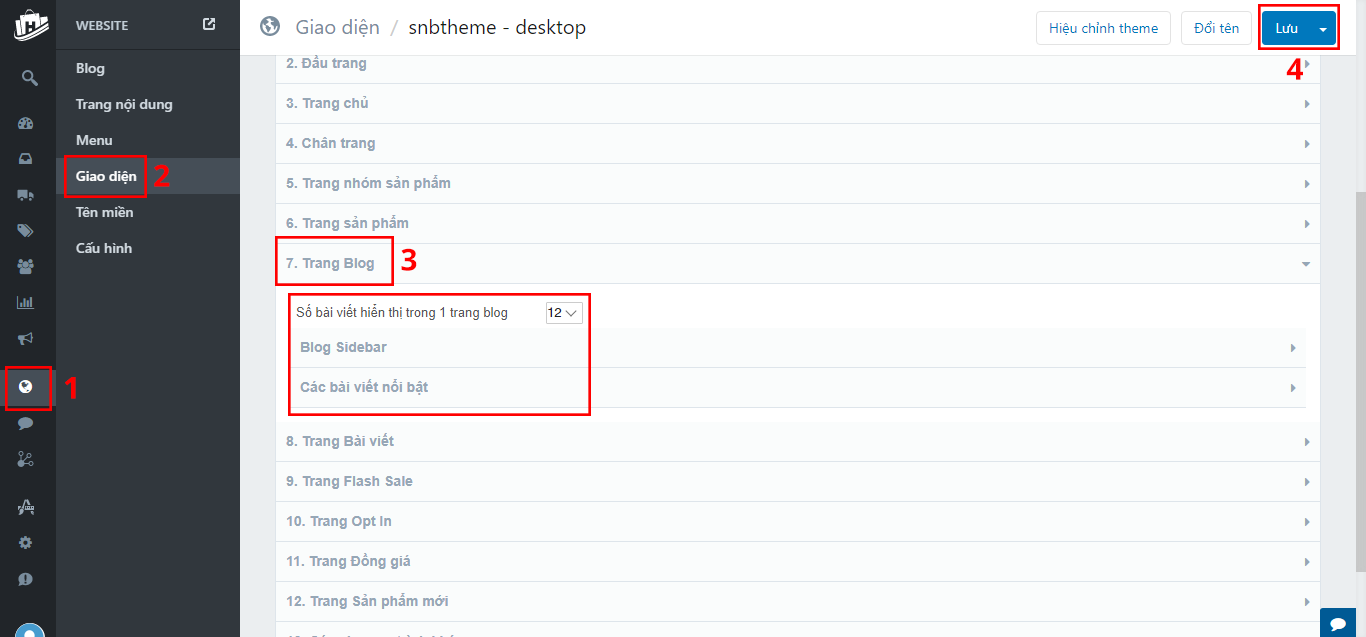 WEBSITE
Blog
Trang nội dung
Menu
Giao diện
2
Tên miền
Cấu hình
1
Giao diện / snbtheme - desktop
Hiệu chỉnh theme
Đổi tên
Lưu
4
2. Đầu trang
3. Trang chủ
4. Chân trang
5. Trang nhóm sản phẩm
6. Trang sản phẩm
7. Trang Blog
3
Số bài viết hiển thị trong 1 trang blog
12
Blog Sidebar
Các bài viết nổi bật
8. Trang Bài viết
9. Trang Flash Sale
10. Trang Opt In
11. Trang Đồng giá
12. Trang Sản phẩm mới